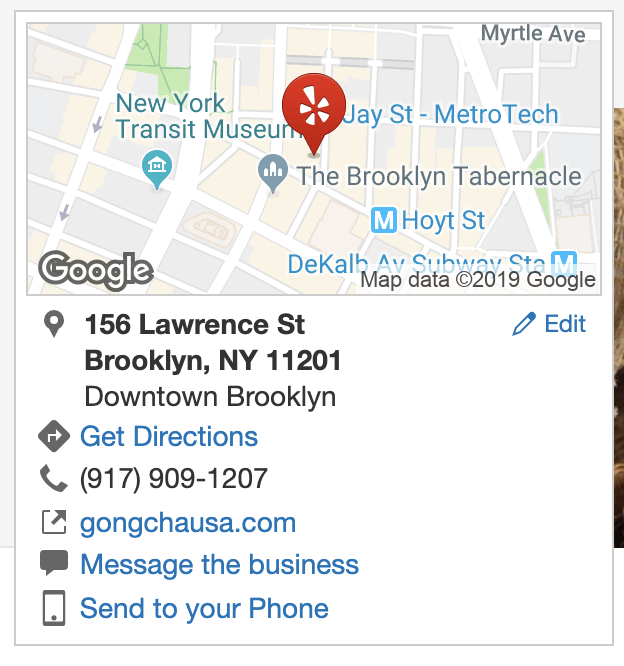 Myrtle Ave
New York
Transit Museum
Jay St - MetroTech
The Brooklyn Tabernacle
M Hoyt St
DeKalb Av Subway Sta M
Google
Map data ©2019 Google
156 Lawrence St
Edit
Brooklyn, NY 11201
Downtown Brooklyn
Get Directions
(917) 909-1207
gongchausa.com
Message the business
Send to your Phone